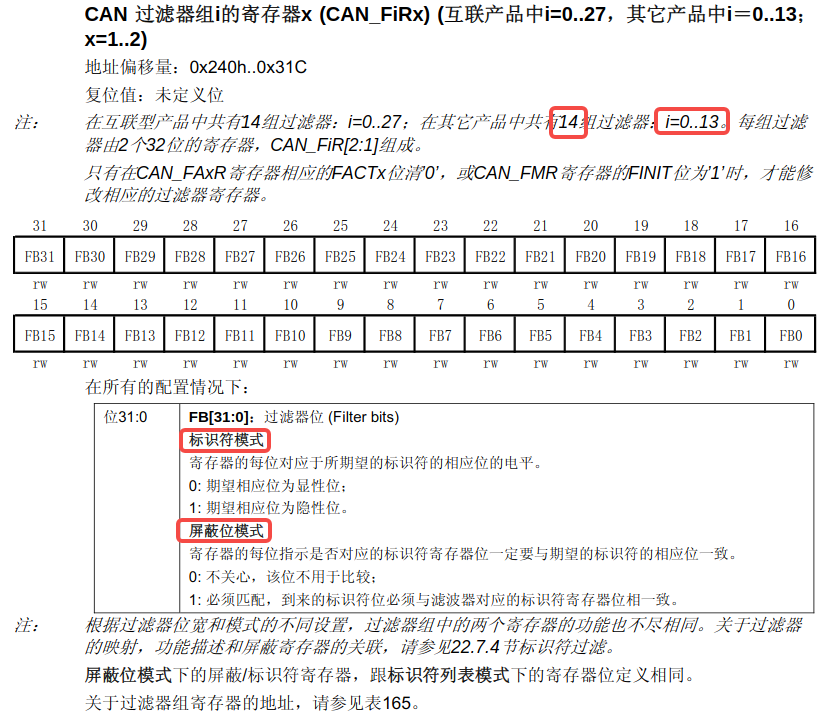 CAN 过滤器组i的寄存器x (CAN_FiRx) (互联产品中i=0..27，其它产品中i＝0..13；
x=1..2)
地址偏移量：0x240h..0x31C
复位值：未定义位
注： 在互联型产品中共有14组过滤器：i=0..27；在其它产品中共有14组过滤器：i=0..13。每组过滤
器由2个32位的寄存器，CAN_FiR[2:1]组成。
只有在CAN_FAxR寄存器相应的FACTx位清’0’，或CAN_FMR寄存器的FINIT位为’1’时，才能修
改相应的过滤器寄存器。
31 30 29 28 27 26 25 24 23 22 21 20 19 18 17 16
FB31 FB30 FB29 FB28 FB27 FB26 FB25 FB24 FB23 FB22 FB21 FB20 FB19 FB18 FB17 FB16
rw rw rw rw rw rw rw rw rw rw rw rw rw rw rw rw
15 14 13 12 11 10 9 8 7 6 5 4 3 2 1 0
FB15 FB14 FB13 FB12 FB11 FB10 FB9 FB8 FB7 FB6 FB5 FB4 FB3 FB2 FB1 FB0
rw rw rw rw rw rw rw rw rw rw rw rw rw rw rw rw
在所有的配置情况下：
位31:0 FB[31:0]：过滤器位 (Filter bits)
标识符模式
寄存器的每位对应于所期望的标识符的相应位的电平。
0: 期望相应位为显性位；
1: 期望相应位为隐性位。
屏蔽位模式
寄存器的每位指示是否对应的标识符寄存器位一定要与期望的标识符的相应位一致。
0: 不关心，该位不用于比较；
1: 必须匹配，到来的标识符位必须与滤波器对应的标识符寄存器位相一致。
注： 根据过滤器位宽和模式的不同设置，过滤器组中的两个寄存器的功能也不尽相同。关于过滤器
的映射，功能描述和屏蔽寄存器的关联，请参见22.7.4节标识符过滤。
屏蔽位模式下的屏蔽/标识符寄存器，跟标识符列表模式下的寄存器位定义相同。
关于过滤器组寄存器的地址，请参见表165。